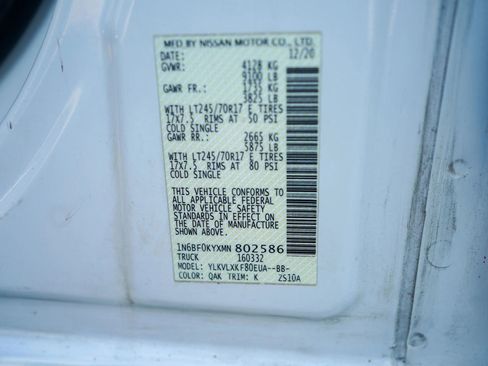 MFD BY NISSAN MOTOR CO., LTD.
DATE: 12/20
GVWR: 4128 KG
9100 LB
GAWR FR.: 1735 KG
3825 LB
WITH LT245/70R17 E TIRES
17X7.5 RIMS AT 50 PSI
COLD SINGLE
GAWR RR.: 2665 KG
5875 LB
WITH LT245/70R17 E TIRES
17X7.5 RIMS AT 80 PSI
COLD SINGLE
THIS VEHICLE CONFORMS TO
ALL APPLICABLE FEDERAL
MOTOR VEHICLE SAFETY
STANDARDS IN EFFECT ON THE
DATE OF MANUFACTURE
SHOWN ABOVE
1N6BF0KYXMN802586
TRUCK 160332
MODEL: YLKVLXKF80EUA--BB-
COLOR: QAK TRIM: K ZS10A